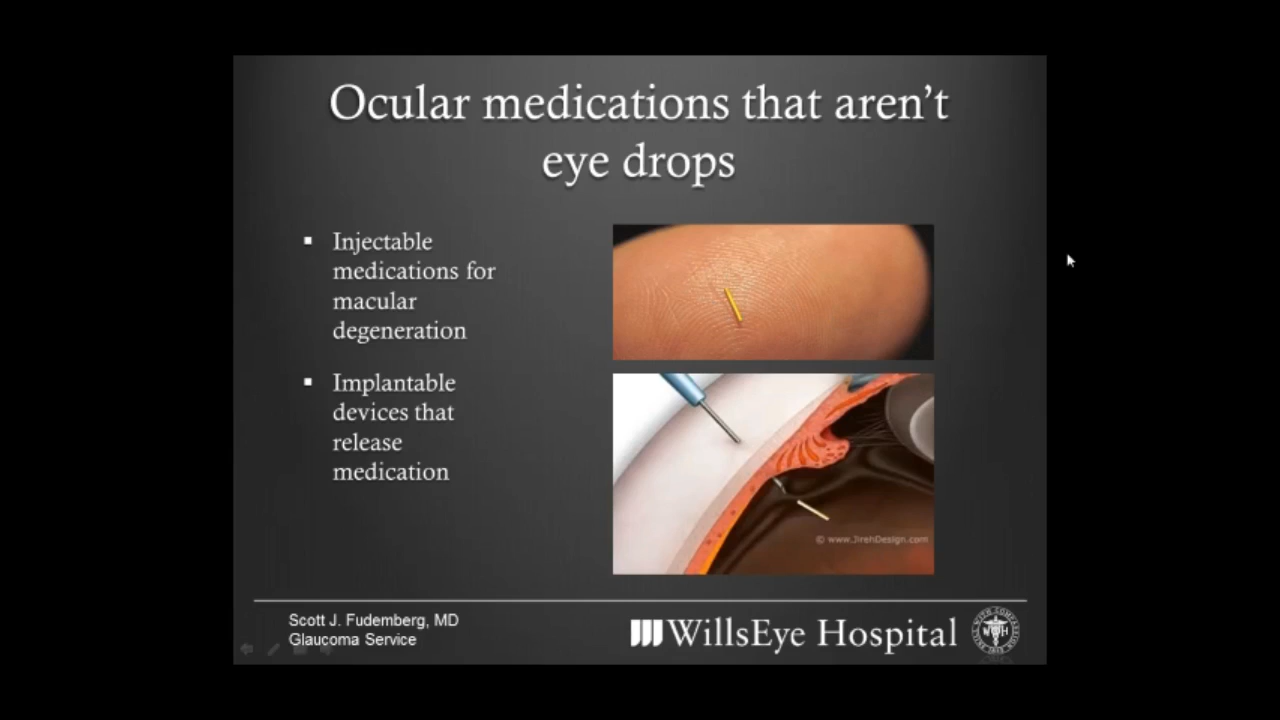 Ocular medications that aren't
eye drops
Injectable
medications for
macular
degeneration
Implantable
devices that
release
medication
© www.JirehDesign.com
Scott J. Fudemberg, MD
Glaucoma Service
WillsEye Hospital